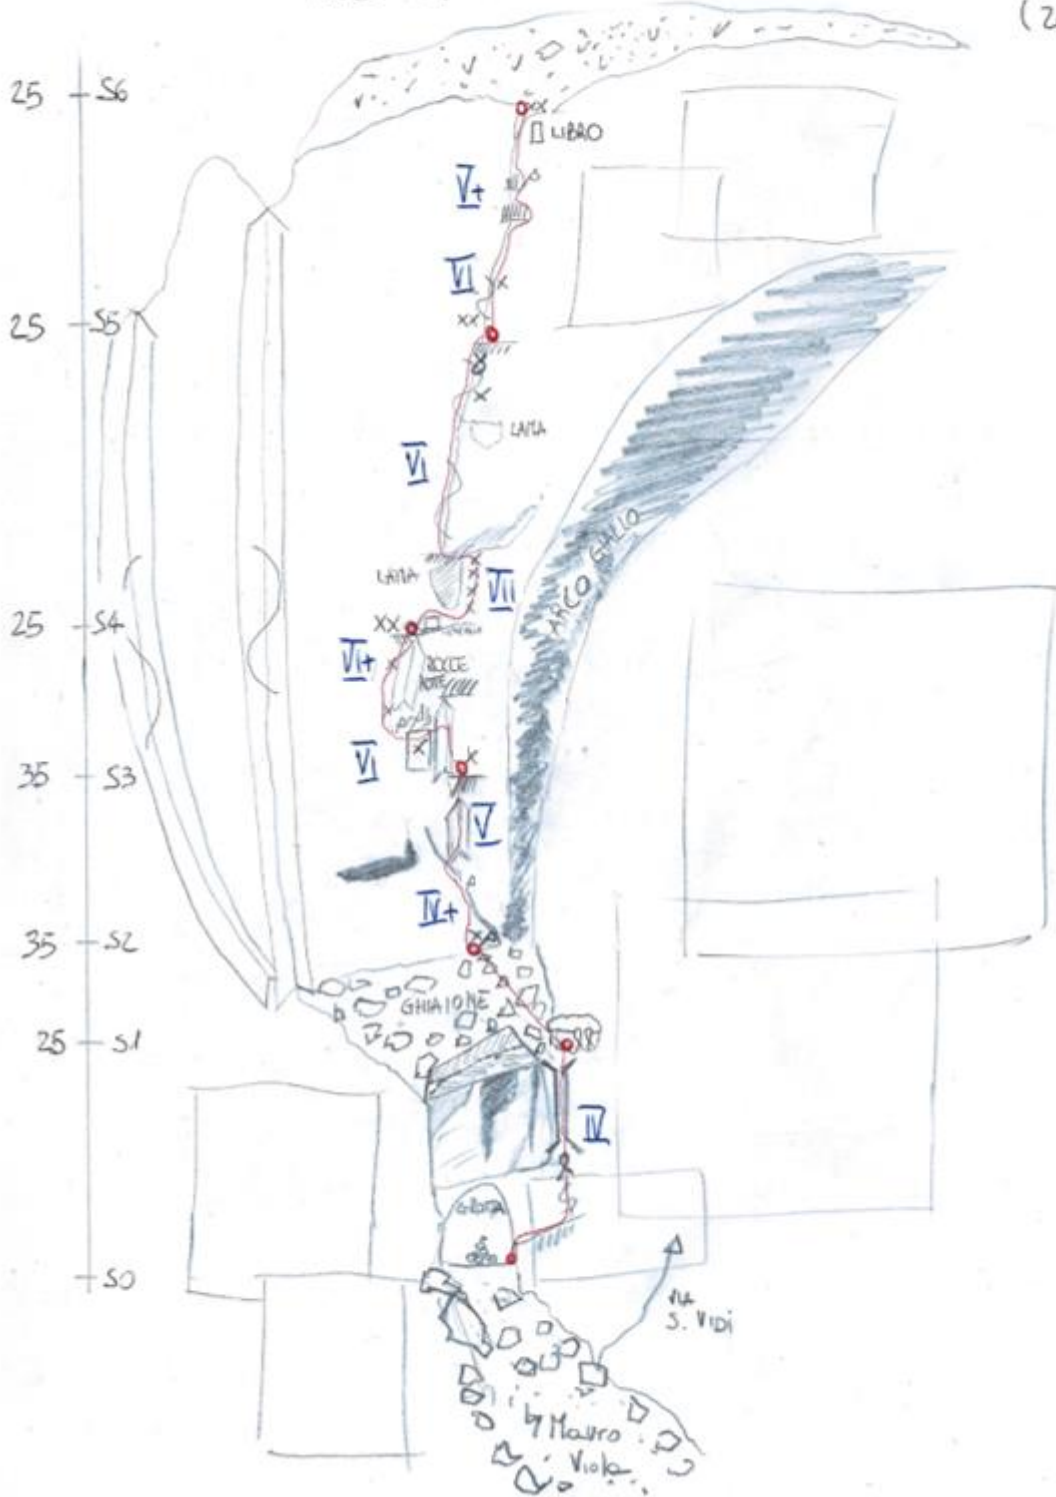 (2
25 S6
LIBRO
V+
VI
25 S5
LAMA
VI
ARCO GALLO
LAMA
VII
25 S4
XX
VI+
ROCCE
ROTTE
VI
35 S3
V
IV+
35 S2
GHIAIONE
25 S1
IV
GROTTA
S0
VIA
S. VIDI
by Mauro
Viola